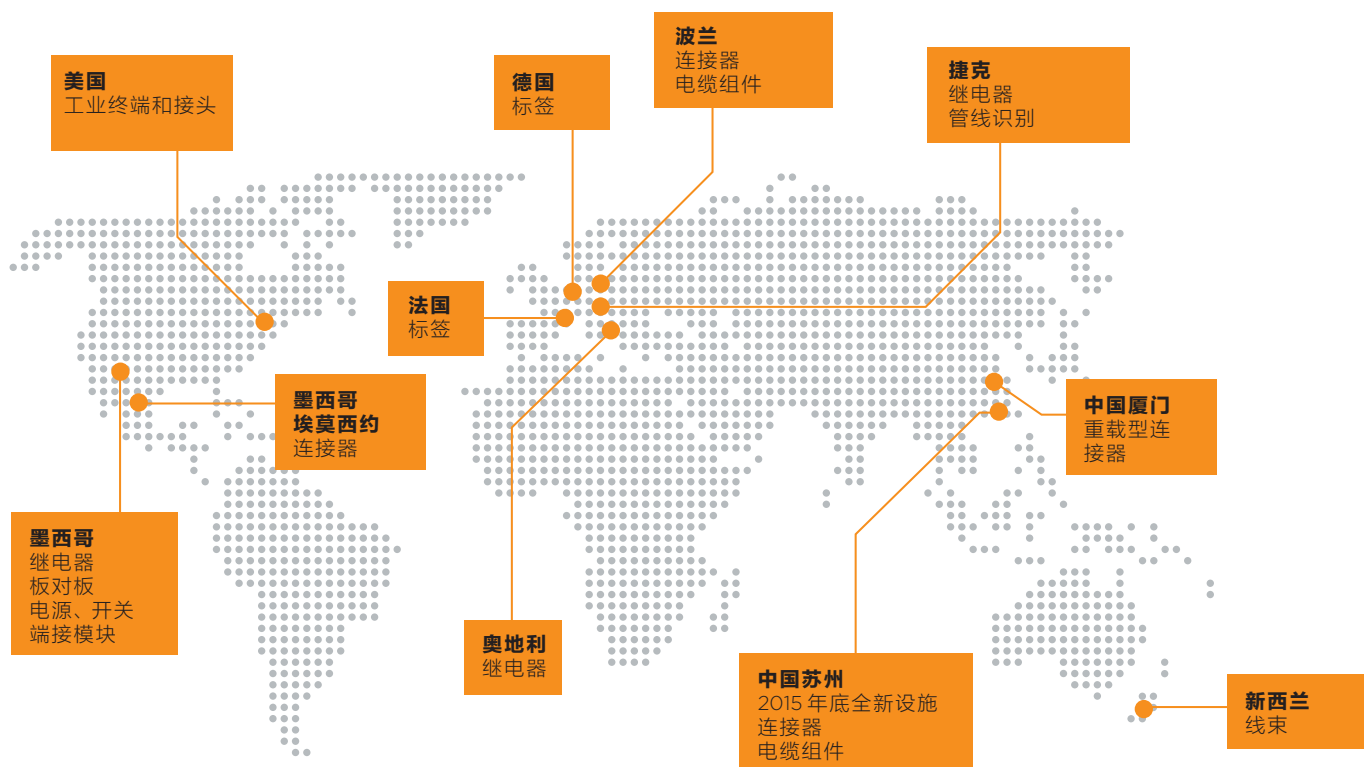 美国
工业终端和接头
德国
标签
波兰
连接器
电缆组件
捷克
继电器
管线识别
法国
标签
墨西哥
埃莫西约
连接器
中国厦门
重载型连
接器
墨西哥
继电器
板对板
电源、开关
端接模块
奥地利
继电器
中国苏州
2015 年底全新设施
连接器
电缆组件
新西兰
线束